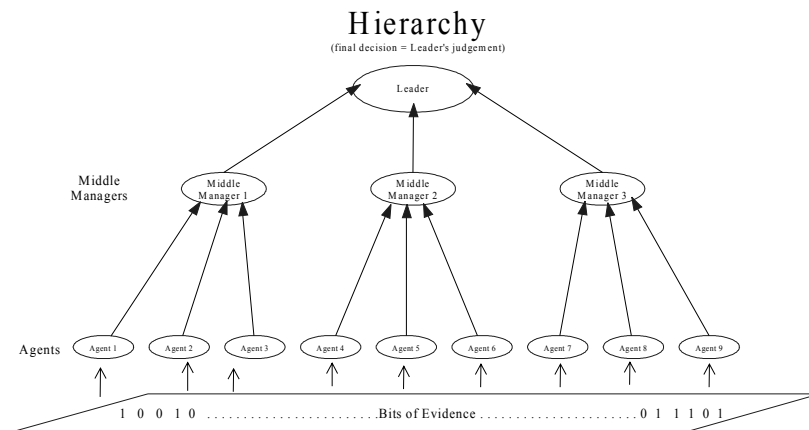 Hierarchy
(final decision = Leader's judgement)
Leader
Middle
Managers
Middle
Manager 1
Middle
Manager 2
Middle
Manager 3
Agents
Agent 1
Agent 2
Agent 3
Agent 4
Agent 5
Agent 6
Agent 7
Agent 8
Agent 9
1 0 0 1 0 . . . . . . . . . . . . . . . . . . . . . . . . . . . .Bits of Evidence . . . . . . . . . . . . . . . . . . . . . . . . . .0 1 1 1 0 1